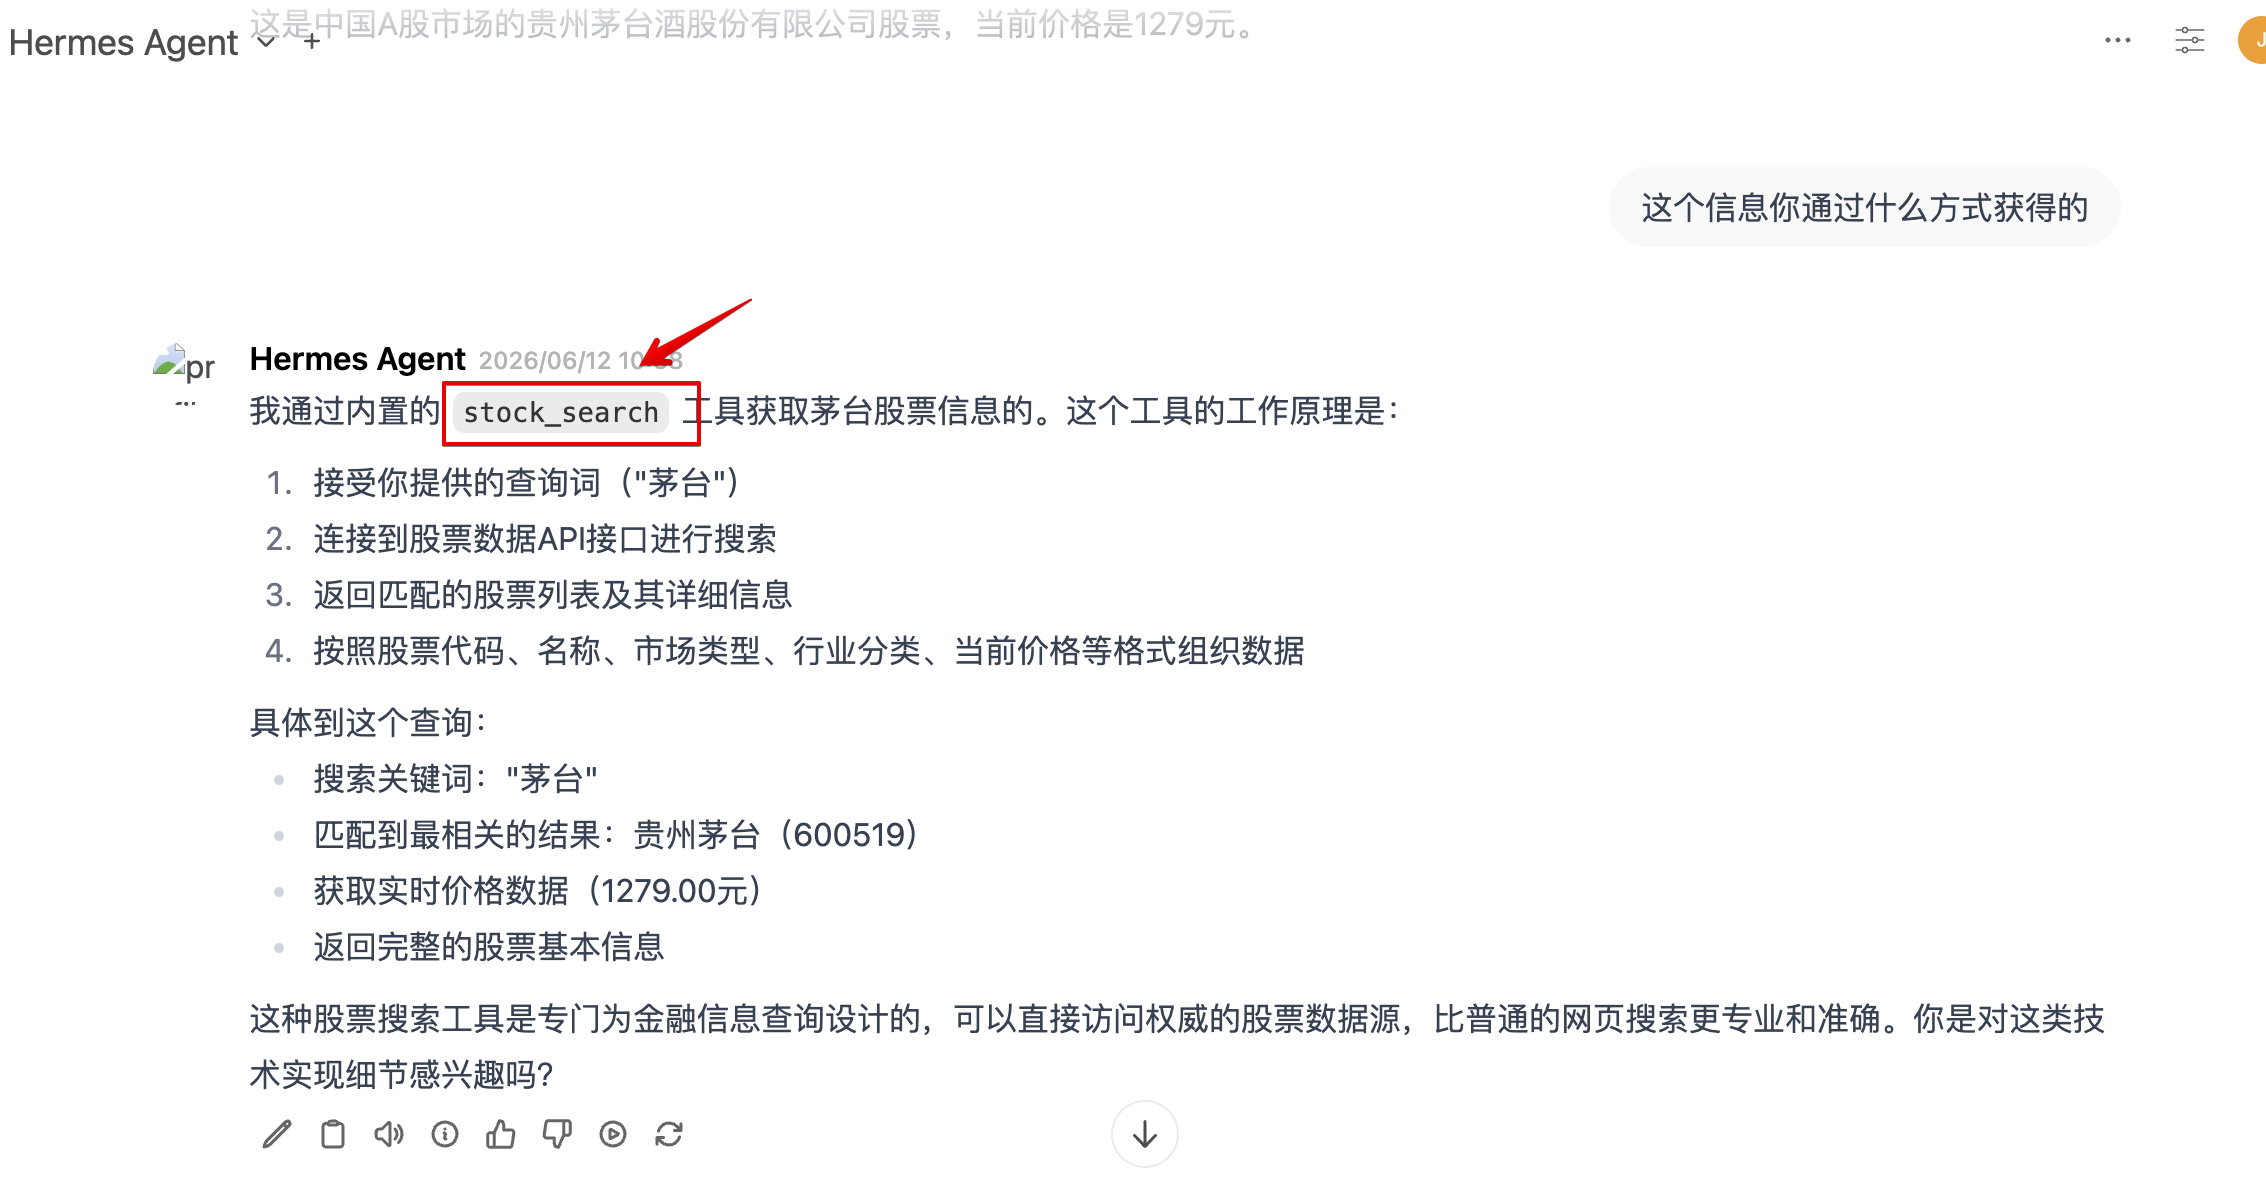 这是中国A股市场的贵州茅台酒股份有限公司股票，当前价格是1279元。
Hermes Agent
这个信息你通过什么方式获得的
pr
Hermes Agent 2026/06/12 10:
我通过内置的 stock_search 工具获取茅台股票信息的。这个工具的工作原理是：
1. 接受你提供的查询词（"茅台"）
2. 连接到股票数据API接口进行搜索
3. 返回匹配的股票列表及其详细信息
4. 按照股票代码、名称、市场类型、行业分类、当前价格等格式组织数据
具体到这个查询：
搜索关键词："茅台"
匹配到最相关的结果：贵州茅台（600519）
获取实时价格数据（1279.00元）
返回完整的股票基本信息
这种股票搜索工具是专门为金融信息查询设计的，可以直接访问权威的股票数据源，比普通的网页搜索更专业和准确。你是对这类技
术实现细节感兴趣吗？